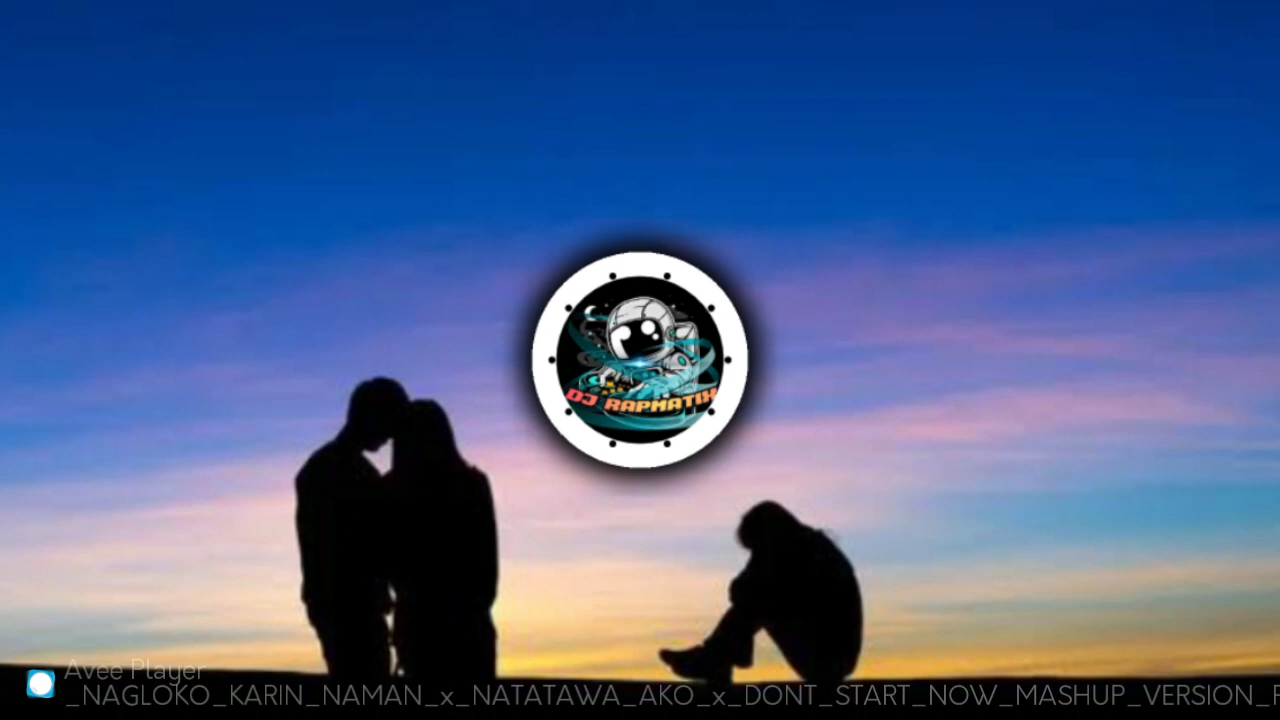 DJ RAPMATIX
Avee Player
_NAGLOKO_KARIN_NAMAN_x_NATATAWA_AKO_x_DONT_START_NOW_MASHUP_VERSION_